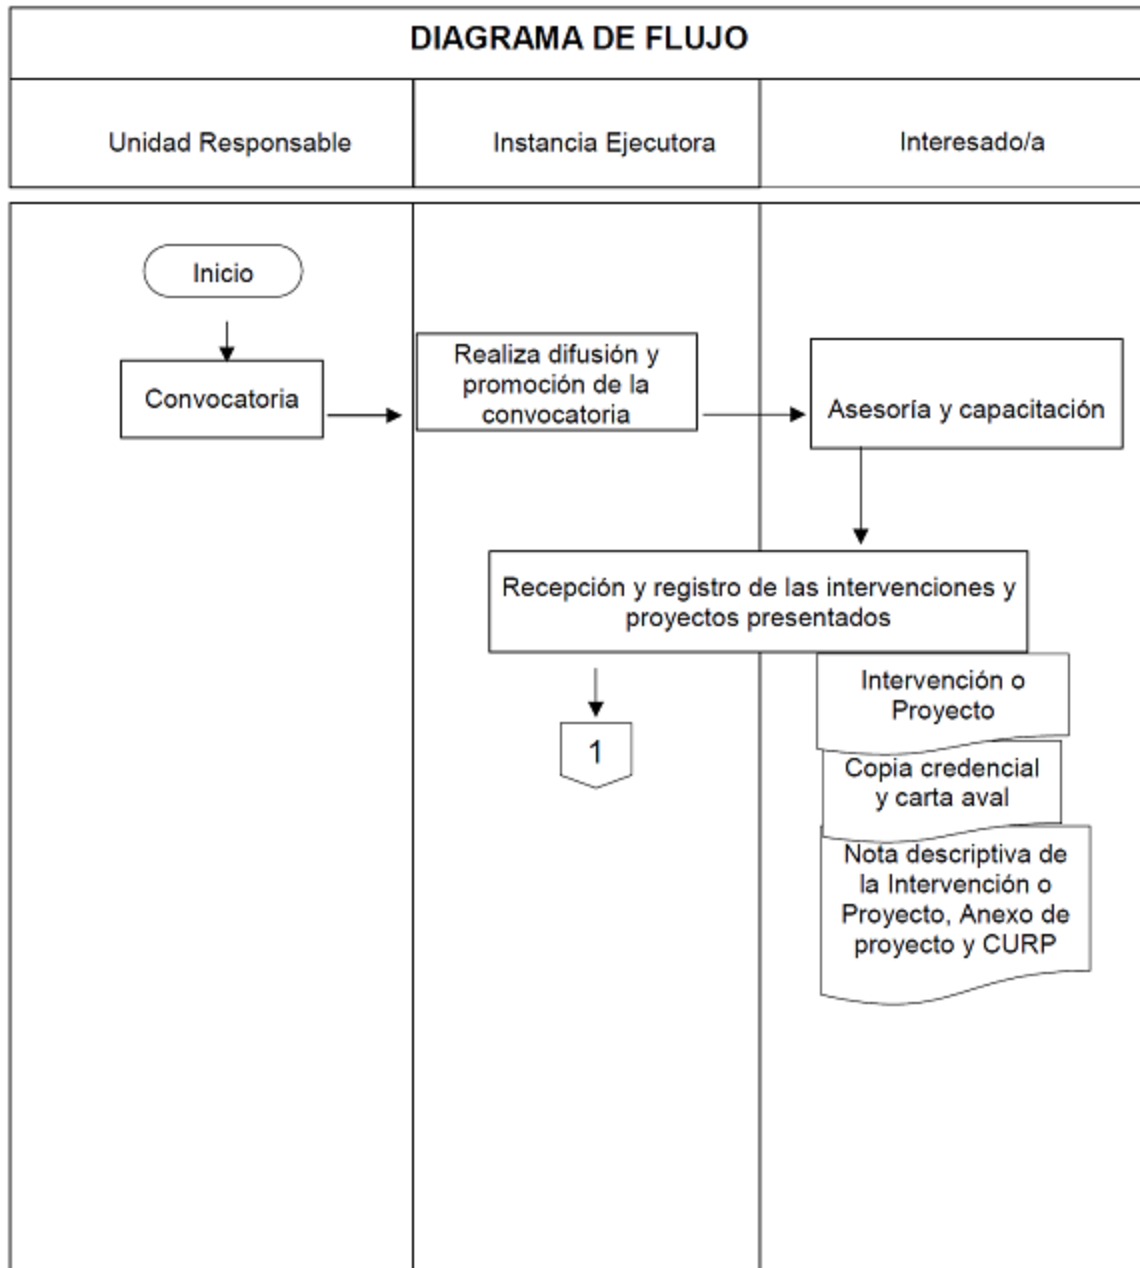 DIAGRAMA DE FLUJO
Unidad Responsable
Instancia Ejecutora
Interesado/a
Inicio
Convocatoria
Realiza difusión y
promoción de la
convocatoria
Asesoría y capacitación
Recepción y registro de las intervenciones y
proyectos presentados
Intervención o
Proyecto
1
Copia credencial
y carta aval
Nota descriptiva de
la Intervención o
Proyecto, Anexo de
proyecto y CURP